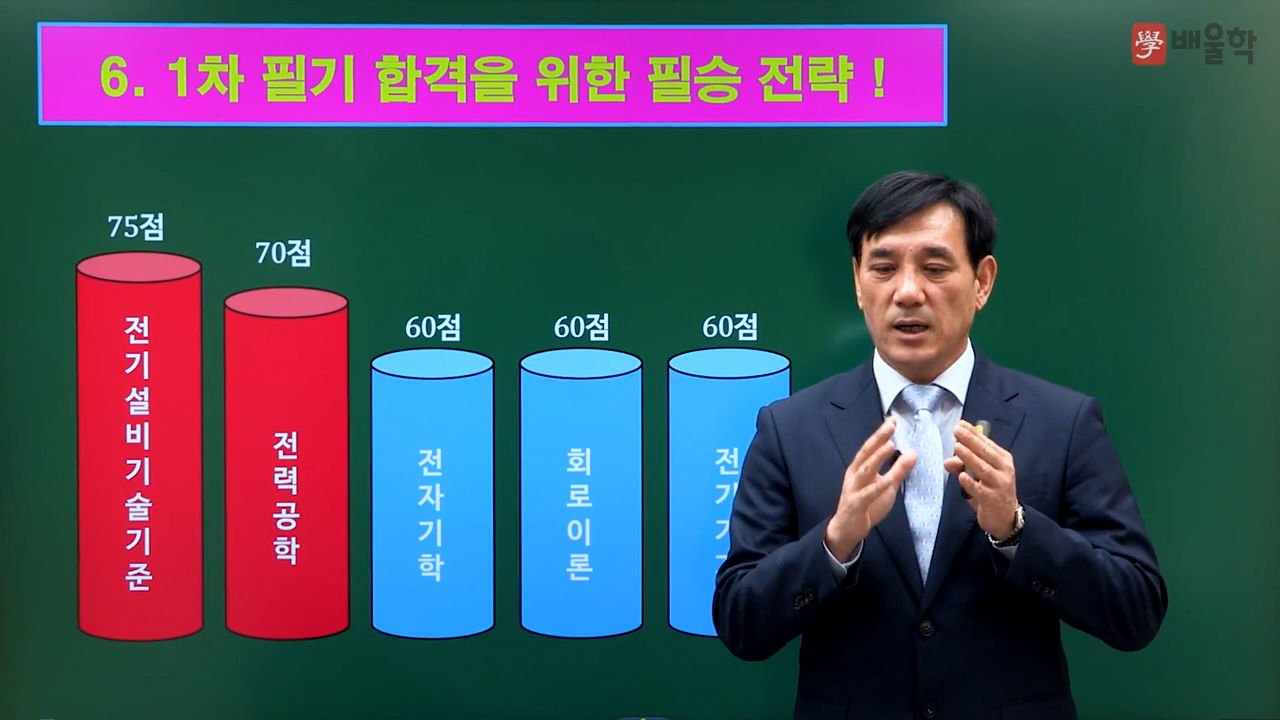 6. 1차 필기 합격을 위한 필승 전략 !
學 배울학
75점
70점
60점
60점
60점
전기설비기술기준
전력공학
전자기학
회로이론